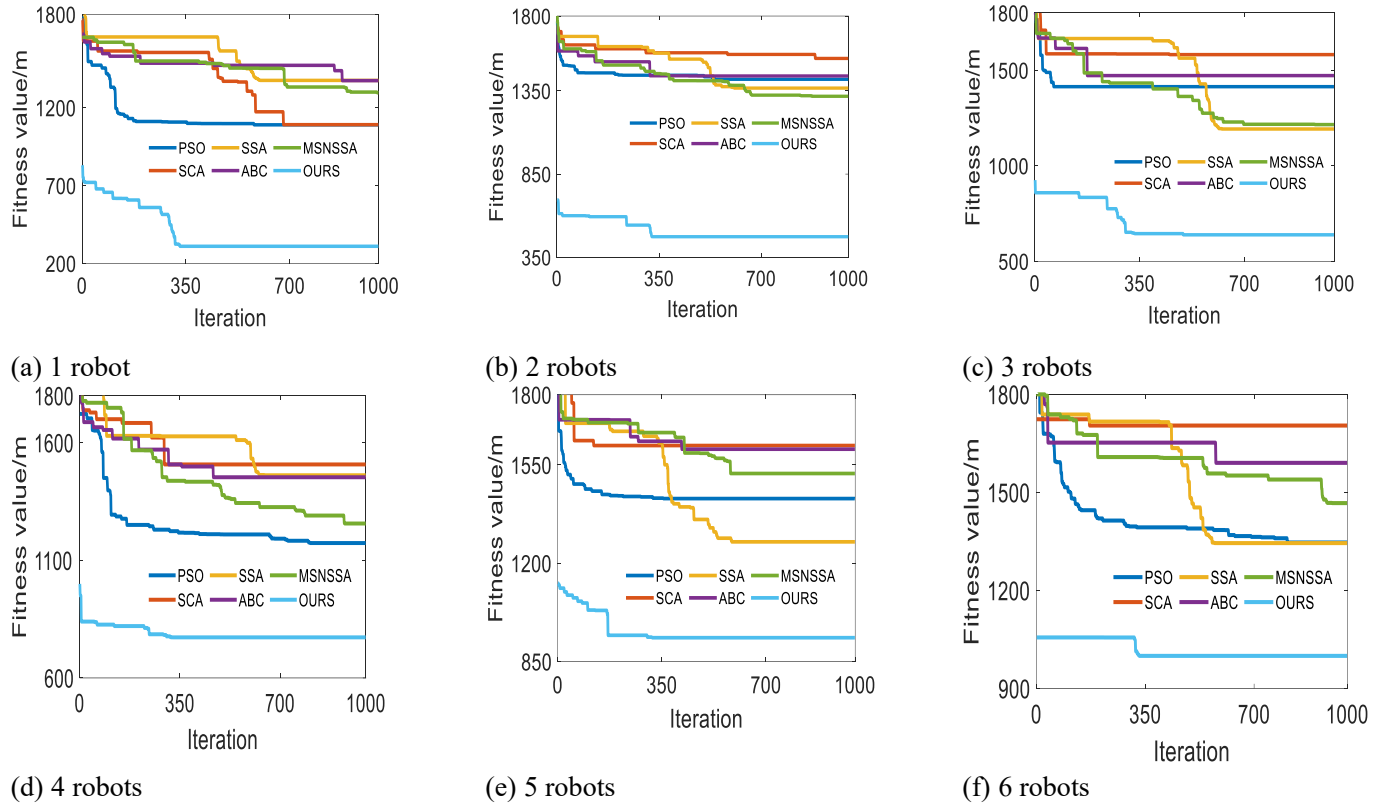 Fitness value/m
1800
1200
700
200
0
350
700
1000
Iteration
PSO SSA MSNSSA
SCA ABC OURS
(a) 1 robot
Fitness value/m
1800
1350
850
350
0
350
700
1000
Iteration
PSO SSA MSNSSA
SCA ABC OURS
(b) 2 robots
Fitness value/m
1800
1500
1000
500
0
350
700
1000
Iteration
PSO SSA MSNSSA
SCA ABC OURS
(c) 3 robots
Fitness value/m
1800
1600
1100
600
0
350
700
1000
Iteration
PSO SSA MSNSSA
SCA ABC OURS
(d) 4 robots
Fitness value/m
1800
1550
1200
850
0
350
700
1000
Iteration
PSO SSA MSNSSA
SCA ABC OURS
(e) 5 robots
Fitness value/m
1800
1500
1200
900
0
350
700
1000
Iteration
PSO SSA MSNSSA
SCA ABC OURS
(f) 6 robots